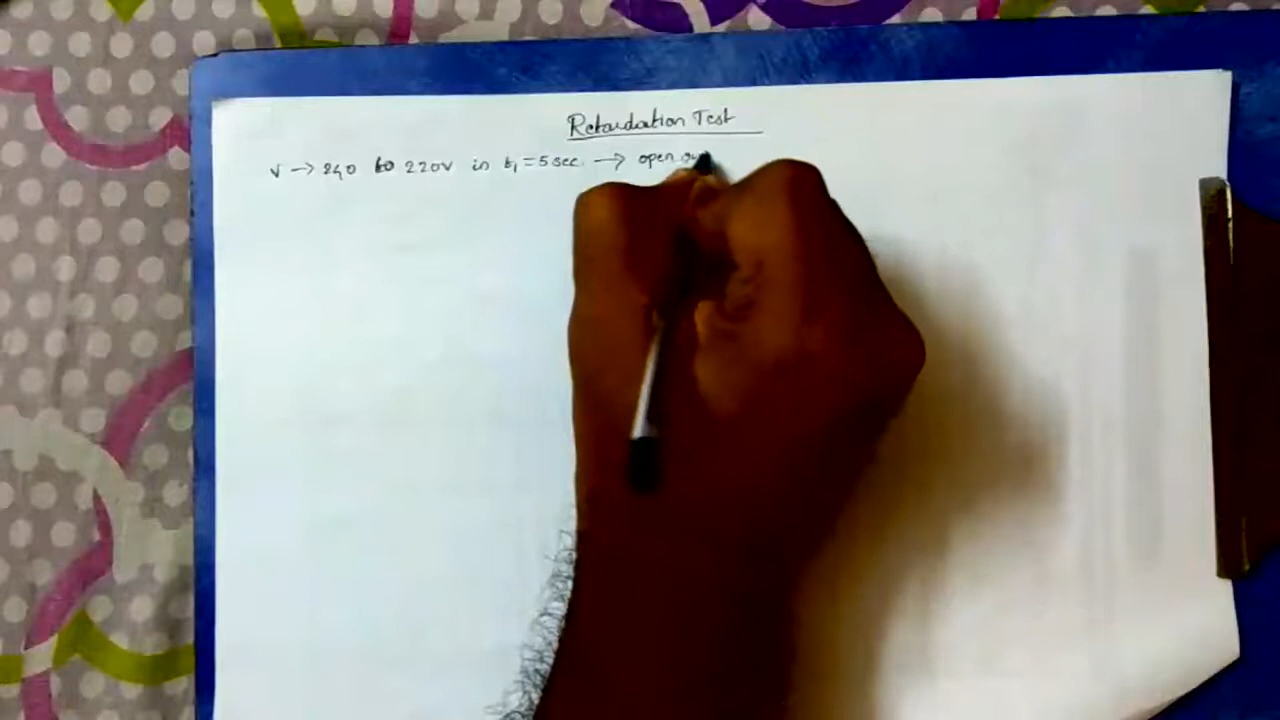 Retardation Test
V → 240 to 220V in t₁ = 5 sec. → open